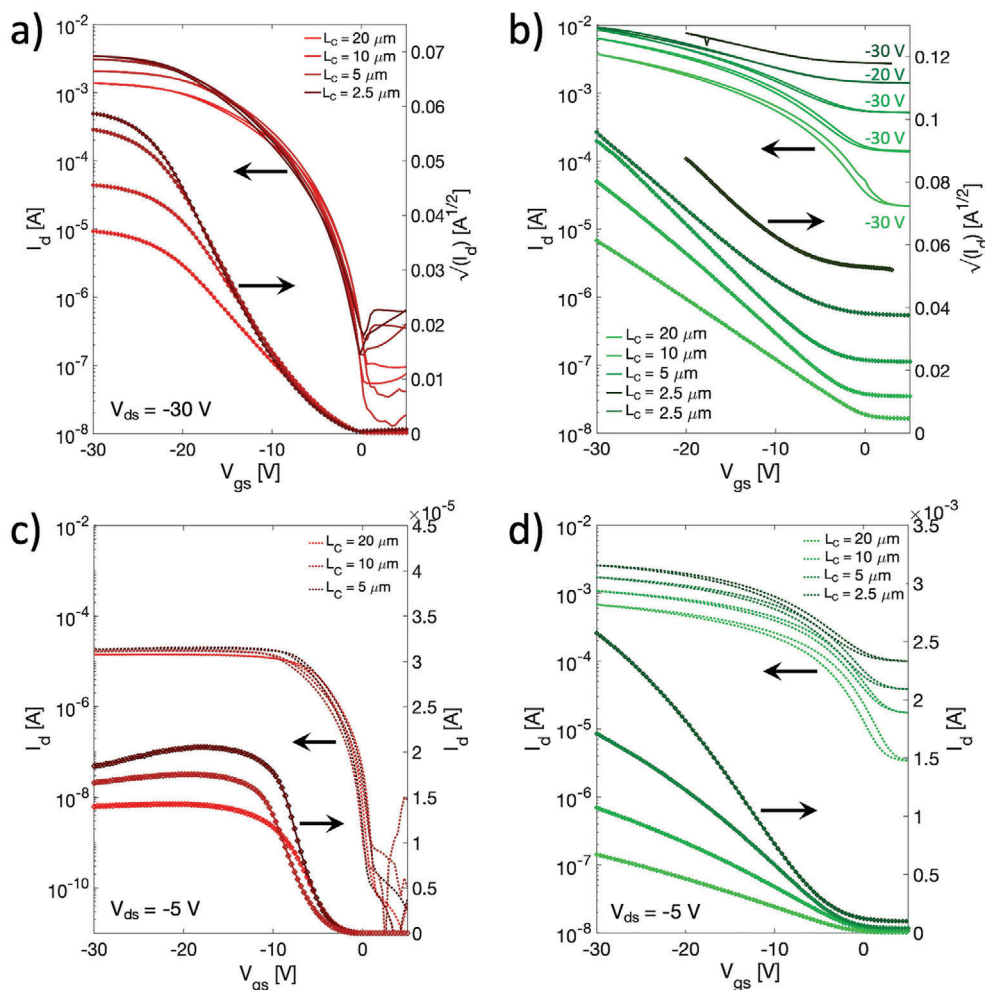 a)
10⁻²
10⁻³
10⁻⁴
10⁻⁵
10⁻⁶
10⁻⁷
10⁻⁸
I_d [A]
L_C = 20 μm
L_C = 10 μm
L_C = 5 μm
L_C = 2.5 μm
0.07
0.06
0.05
0.04
0.03
0.02
0.01
0
√(I_d) [A^1/2]
V_ds = -30 V
-30 -20 -10 0
V_gs [V]
b)
10⁻²
10⁻³
10⁻⁴
10⁻⁵
10⁻⁶
10⁻⁷
10⁻⁸
I_d [A]
-30 V
-20 V
-30 V
-30 V
-30 V
0.12
0.1
0.08
0.06
0.04
0.02
0
√(I_d) [A^1/2]
L_C = 20 μm
L_C = 10 μm
L_C = 5 μm
L_C = 2.5 μm
L_C = 2.5 μm
-30 -20 -10 0
V_gs [V]
c)
×10⁻⁵
10⁻²
10⁻⁴
10⁻⁶
10⁻⁸
10⁻¹⁰
I_d [A]
L_C = 20 μm
L_C = 10 μm
L_C = 5 μm
4.5
4
3.5
3
2.5
2
1.5
1
0.5
0
I_d [A]
V_ds = -5 V
-30 -20 -10 0
V_gs [V]
d)
×10⁻³
10⁻²
10⁻³
10⁻⁴
10⁻⁵
10⁻⁶
10⁻⁷
10⁻⁸
I_d [A]
L_C = 20 μm
L_C = 10 μm
L_C = 5 μm
L_C = 2.5 μm
3.5
3
2.5
2
1.5
1
0.5
0
I_d [A]
V_ds = -5 V
-30 -20 -10 0
V_gs [V]